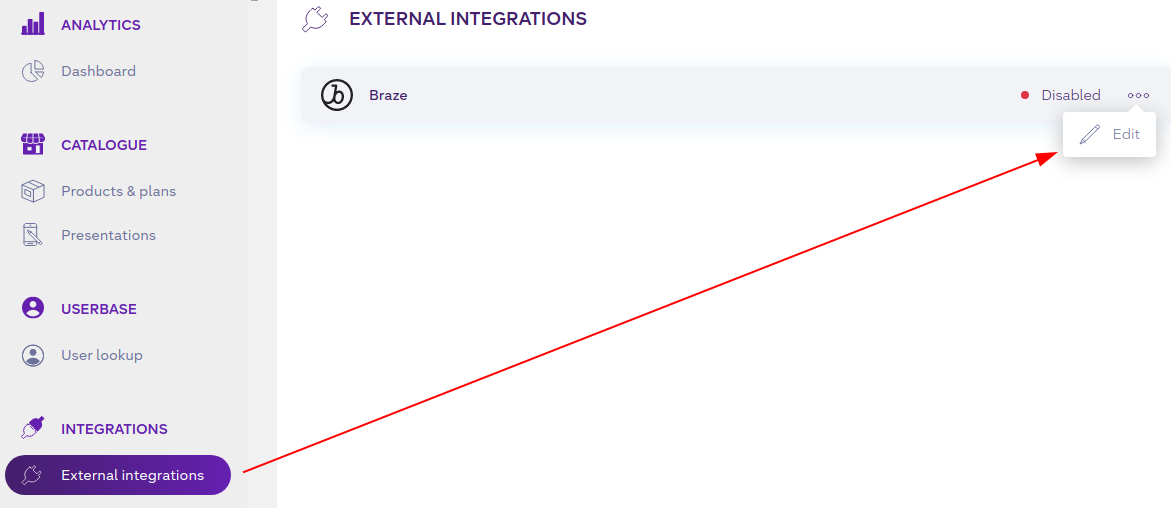 ANALYTICS
Dashboard
CATALOGUE
Products & plans
Presentations
USERBASE
User lookup
INTEGRATIONS
External integrations
EXTERNAL INTEGRATIONS
Braze
Disabled
Edit